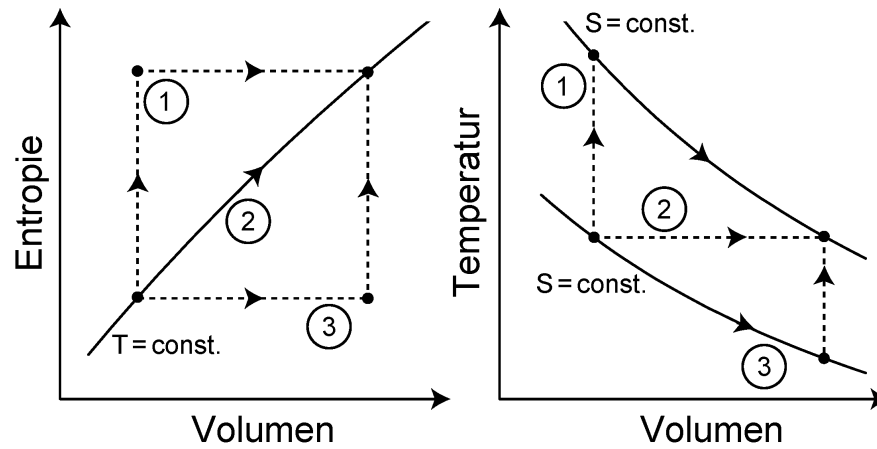 Entropie
1
2
3
T = const.
Volumen
Temperatur
S = const.
1
2
S = const.
3
Volumen